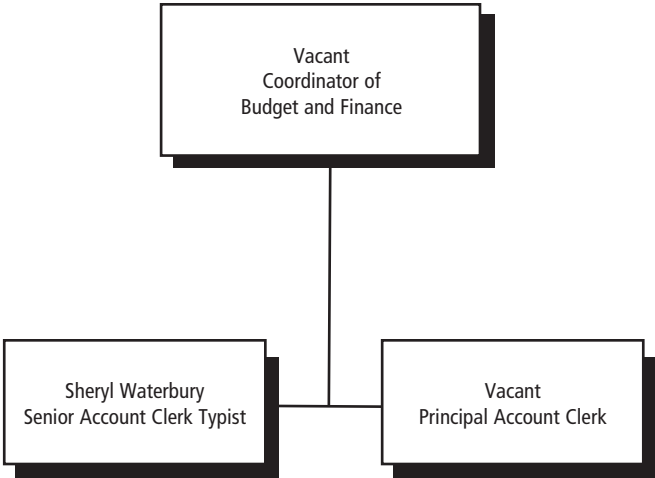 Vacant
Coordinator of
Budget and Finance
Sheryl Waterbury
Senior Account Clerk Typist
Vacant
Principal Account Clerk